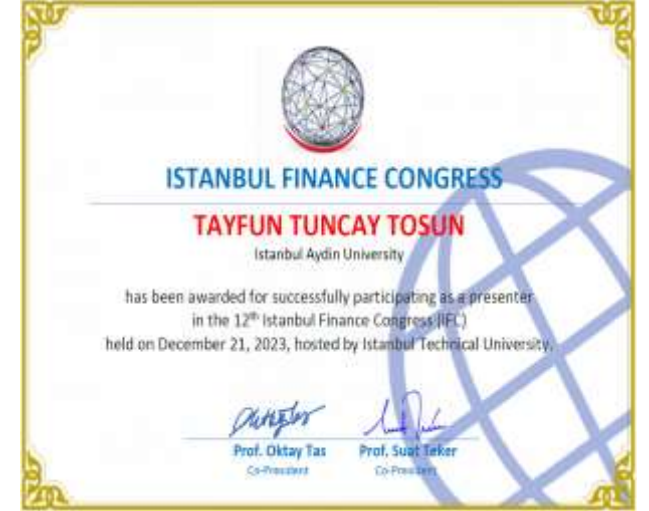 ISTANBUL FINANCE CONGRESS
TAYFUN TUNCAY TOSUN
Istanbul Aydin University
has been awarded for successfully participating as a presenter
in the 12th Istanbul Finance Congress (IFC)
held on December 21, 2023, hosted by Istanbul Technical University.
Prof. Oktay Tas Prof. Suat Teker
Co-President Co-President